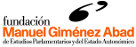 fundación
Manuel Giménez Abad
de Estudios Parlamentarios y del Estado Autonómico